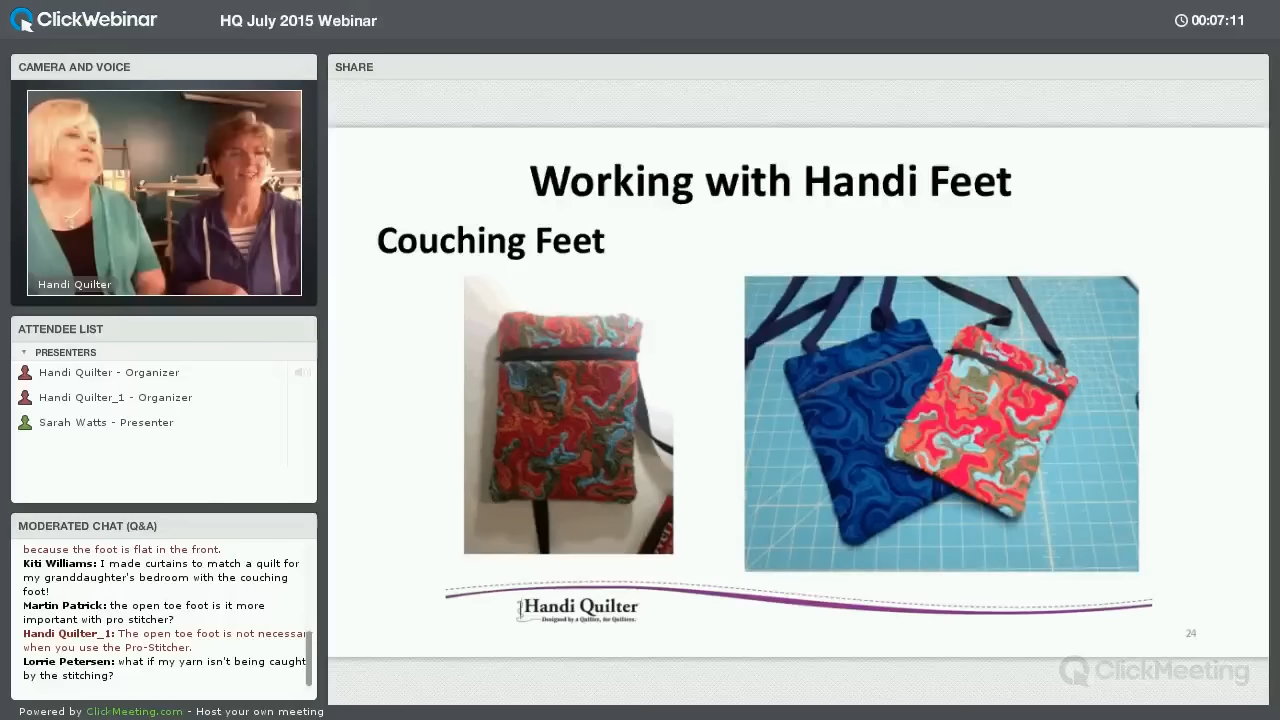 ClickWebinar
HQ July 2015 Webinar
00:07:11
CAMERA AND VOICE
Handi Quilter
ATTENDEE LIST
PRESENTERS
Handi Quilter - Organizer
Handi Quilter_1 - Organizer
Sarah Watts - Presenter
MODERATED CHAT (Q&A)
because the foot is flat in the front.
Kiti Williams: I made curtains to match a quilt for
my granddaughter's bedroom with the couching
foot!
Martin Patrick: the open toe foot is it more
important with pro stitcher?
Handi Quilter_1: The open toe foot is not necessar
when you use the Pro-Stitcher.
Lorrie Petersen: what if my yarn isn't being caught
by the stitching?
Powered by ClickMeeting.com - Host your own meeting
SHARE
Working with Handi Feet
Couching Feet
Handi Quilter
Designed by a Quilter, for Quilters.
24
ClickMeeting